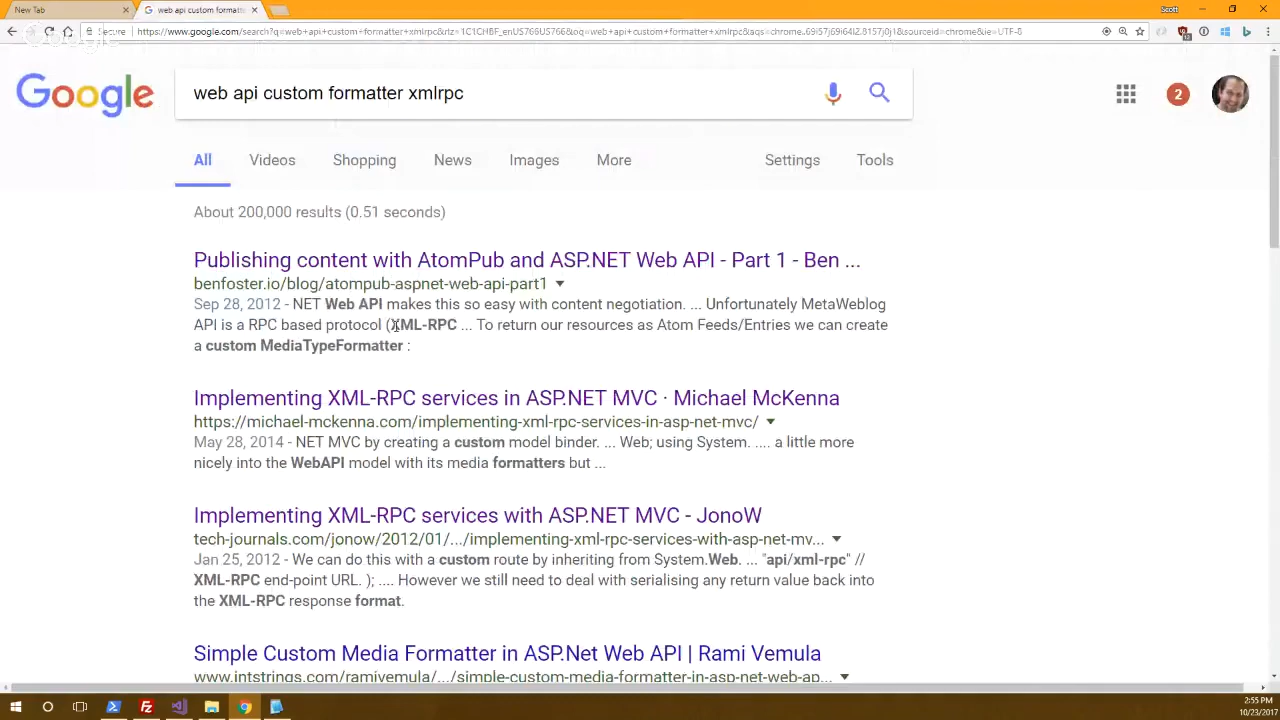 New Tab
web api custom formatte
Scott
Secure
https://www.google.com/search?q=web+api+custom+formatter+xmlrpc&rlz=1C1CHBF_enUS766US766&oq=web+api+custom+formatter+xmlrpc&aqs=chrome..69i57j69i64l2.8157j0j1&sourceid=chrome&ie=UTF-8
Google
web api custom formatter xmlrpc
2
All
Videos
Shopping
News
Images
More
Settings
Tools
About 200,000 results (0.51 seconds)
Publishing content with AtomPub and ASP.NET Web API - Part 1 - Ben ...
benfoster.io/blog/atompub-aspnet-web-api-part1
Sep 28, 2012 - NET Web API makes this so easy with content negotiation. ... Unfortunately MetaWeblog
API is a RPC based protocol (XML-RPC ... To return our resources as Atom Feeds/Entries we can create
a custom MediaTypeFormatter :
Implementing XML-RPC services in ASP.NET MVC · Michael McKenna
https://michael-mckenna.com/implementing-xml-rpc-services-in-asp-net-mvc/
May 28, 2014 - NET MVC by creating a custom model binder. ... Web; using System. .... a little more
nicely into the WebAPI model with its media formatters but ...
Implementing XML-RPC services with ASP.NET MVC - JonoW
tech-journals.com/jonow/2012/01/.../implementing-xml-rpc-services-with-asp-net-mv...
Jan 25, 2012 - We can do this with a custom route by inheriting from System.Web. ... "api/xml-rpc" //
XML-RPC end-point URL. ); .... However we still need to deal with serialising any return value back into
the XML-RPC response format.
Simple Custom Media Formatter in ASP.Net Web API | Rami Vemula
www.intstrings.com/ramivemula/.../simple-custom-media-formatter-in-asp-net-web-ap...
2:55 PM
10/23/2017